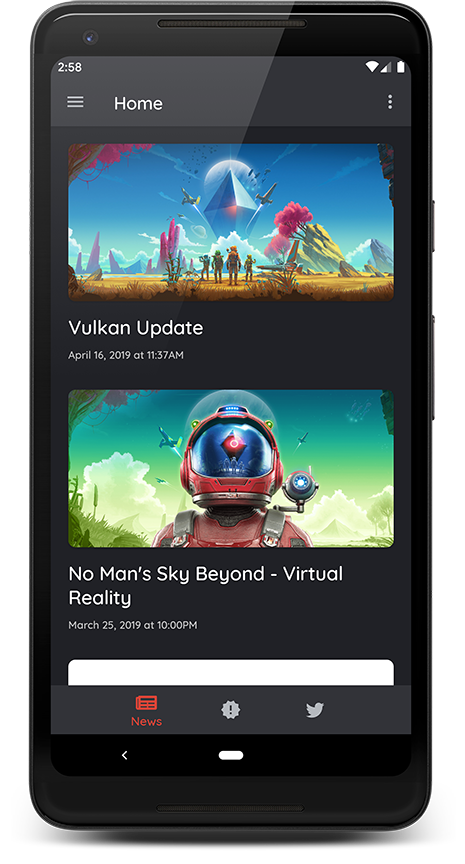 2:58
Home
Vulkan Update
April 16, 2019 at 11:37AM
No Man's Sky Beyond - Virtual
Reality
March 25, 2019 at 10:00PM
News